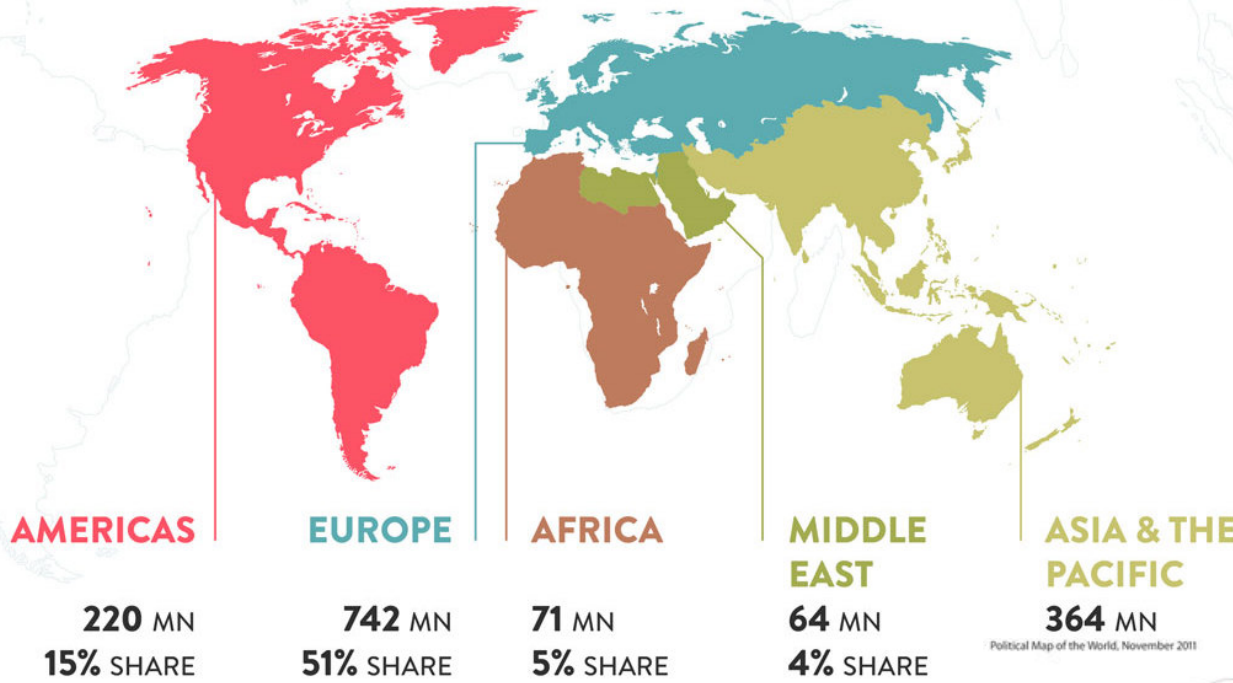 AMERICAS
220 MN
15% SHARE
EUROPE
742 MN
51% SHARE
AFRICA
71 MN
5% SHARE
MIDDLE
EAST
64 MN
4% SHARE
ASIA & THE
PACIFIC
364 MN
Political Map of the World, November 2011